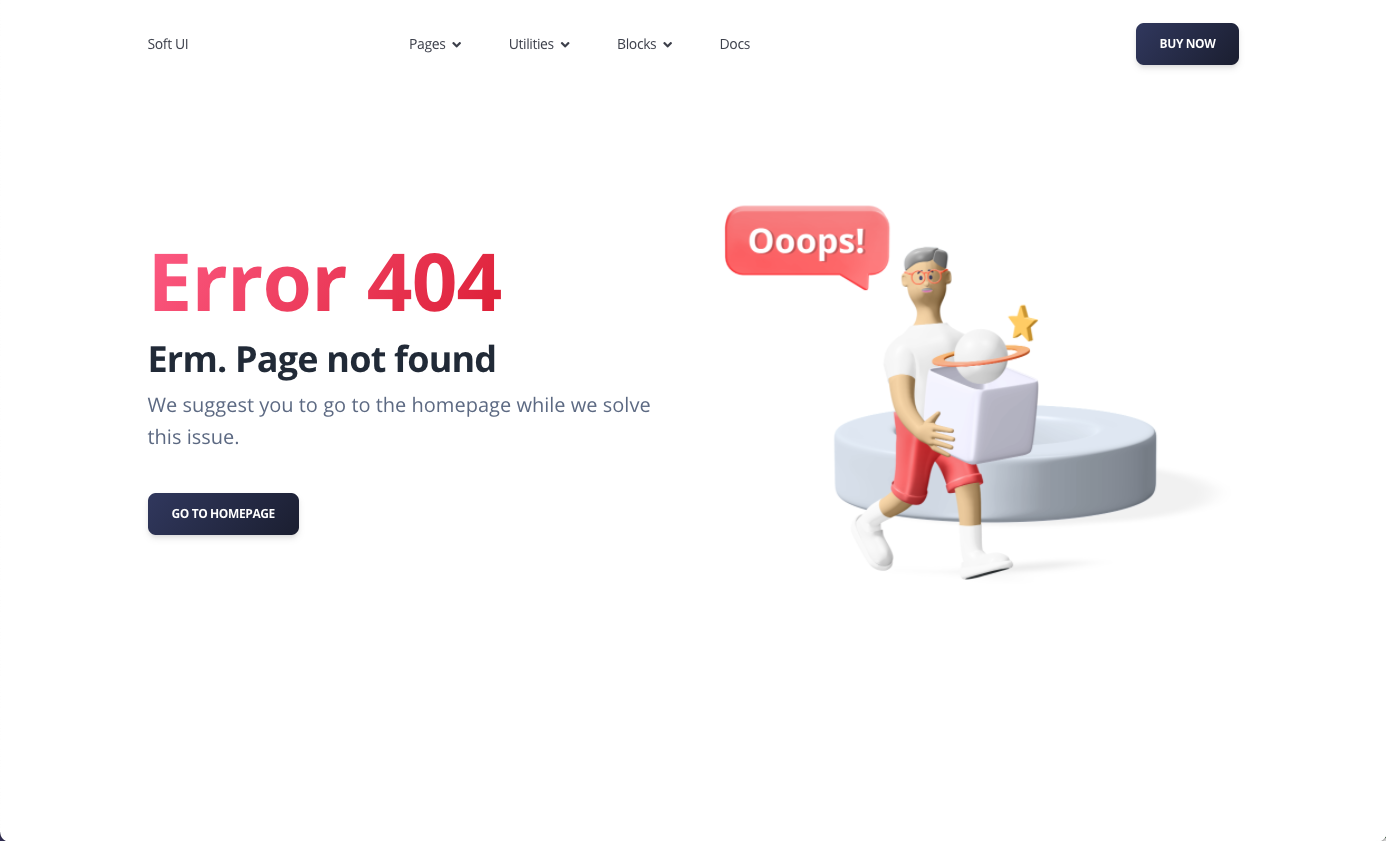 Soft UI
Pages
Utilities
Blocks
Docs
BUY NOW
Ooops!
Error 404
Erm. Page not found
We suggest you to go to the homepage while we solve
this issue.
GO TO HOMEPAGE